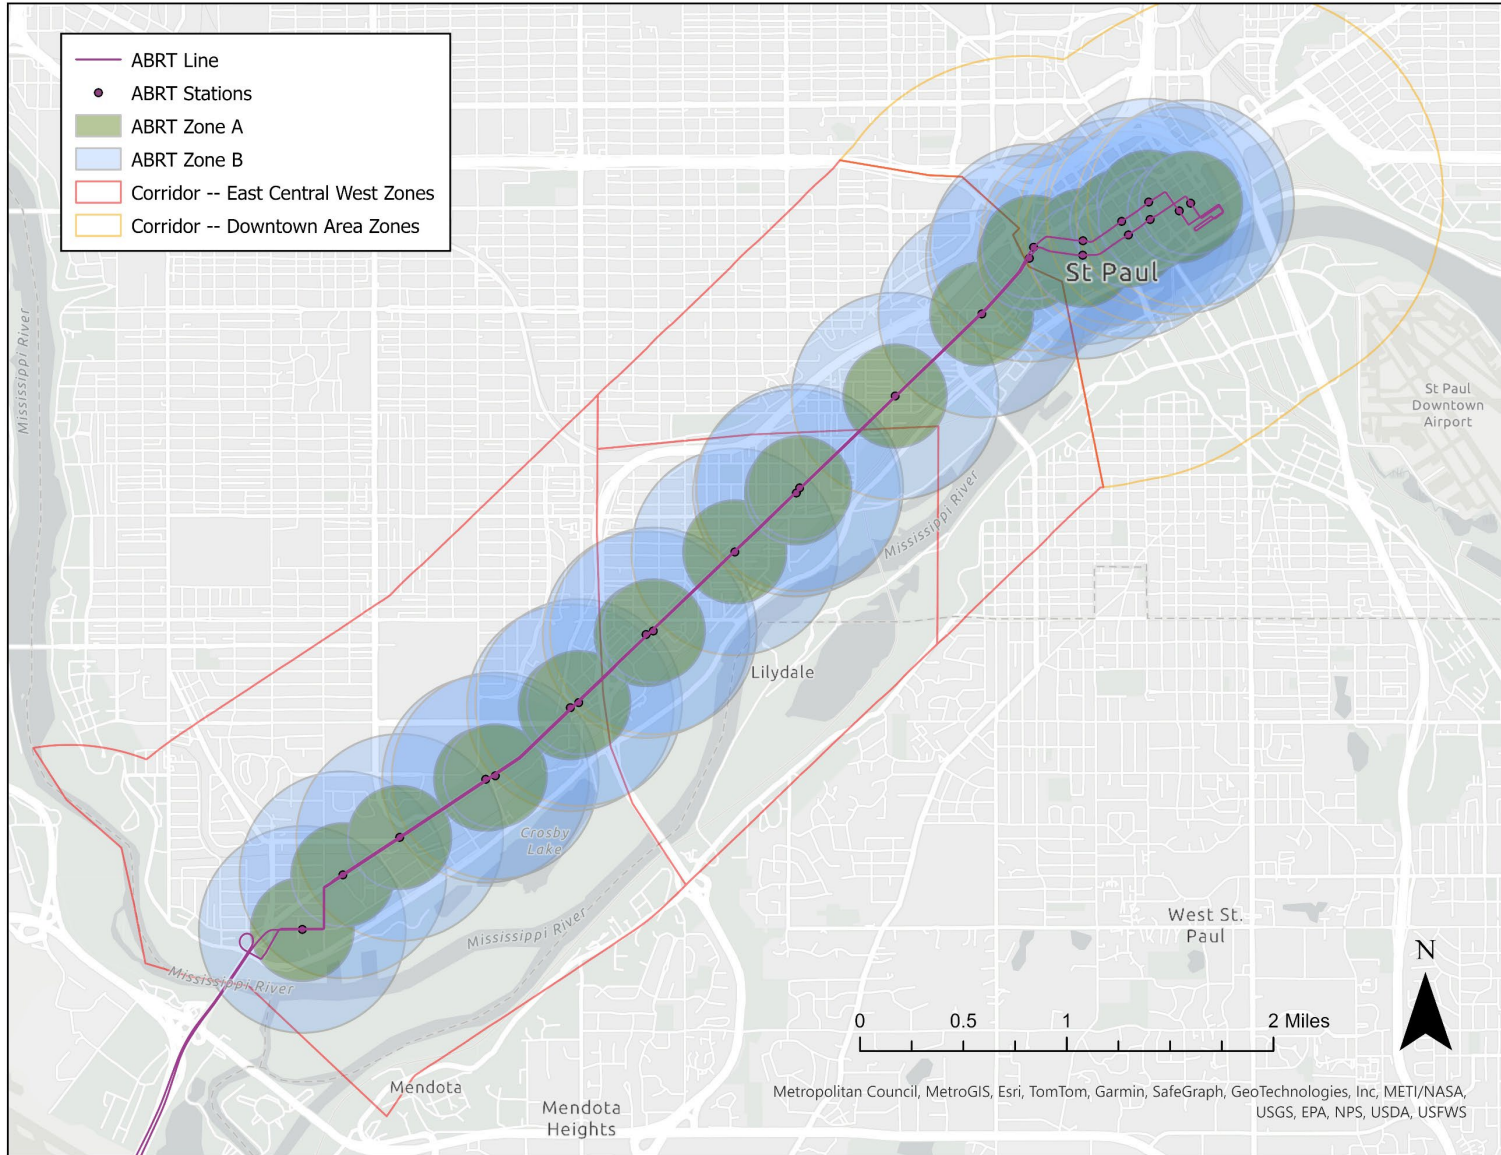 ABRT Line
ABRT Stations
ABRT Zone A
ABRT Zone B
Corridor -- East Central West Zones
Corridor -- Downtown Area Zones
Mississippi River
St Paul
St Paul
Downtown
Airport
Mississippi River
Lilydale
Crosby
Lake
Mississippi River
West St.
Paul
Mississippi River
N
0 0.5 1 2 Miles
Mendota
Mendota
Heights
Metropolitan Council, MetroGIS, Esri, TomTom, Garmin, SafeGraph, GeoTechnologies, Inc, METI/NASA,
USGS, EPA, NPS, USDA, USFWS